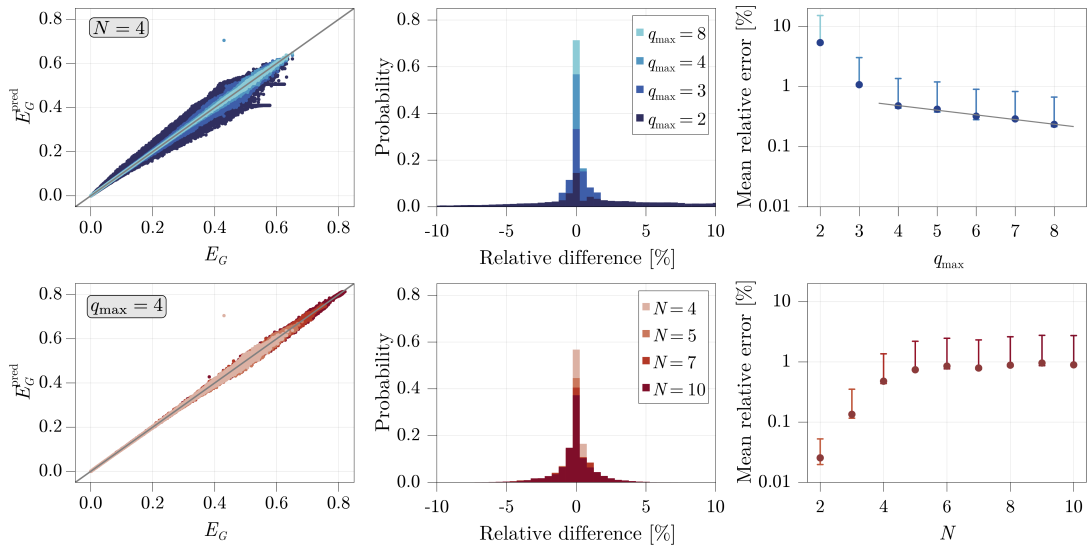 N = 4
E_G^pred
0.8
0.6
0.4
0.2
0.0
0.0 0.2 0.4 0.6 0.8
E_G
Probability
0.8
0.6
0.4
0.2
0.0
q_max = 8
q_max = 4
q_max = 3
q_max = 2
-10 -5 0 5 10
Relative difference [%]
Mean relative error [%]
10
1
0.1
0.01
2 3 4 5 6 7 8
q_max
q_max = 4
E_G^pred
0.8
0.6
0.4
0.2
0.0
0.0 0.2 0.4 0.6 0.8
E_G
Probability
0.8
0.6
0.4
0.2
0.0
N = 4
N = 5
N = 7
N = 10
-10 -5 0 5 10
Relative difference [%]
Mean relative error [%]
10
1
0.1
0.01
2 4 6 8 10
N